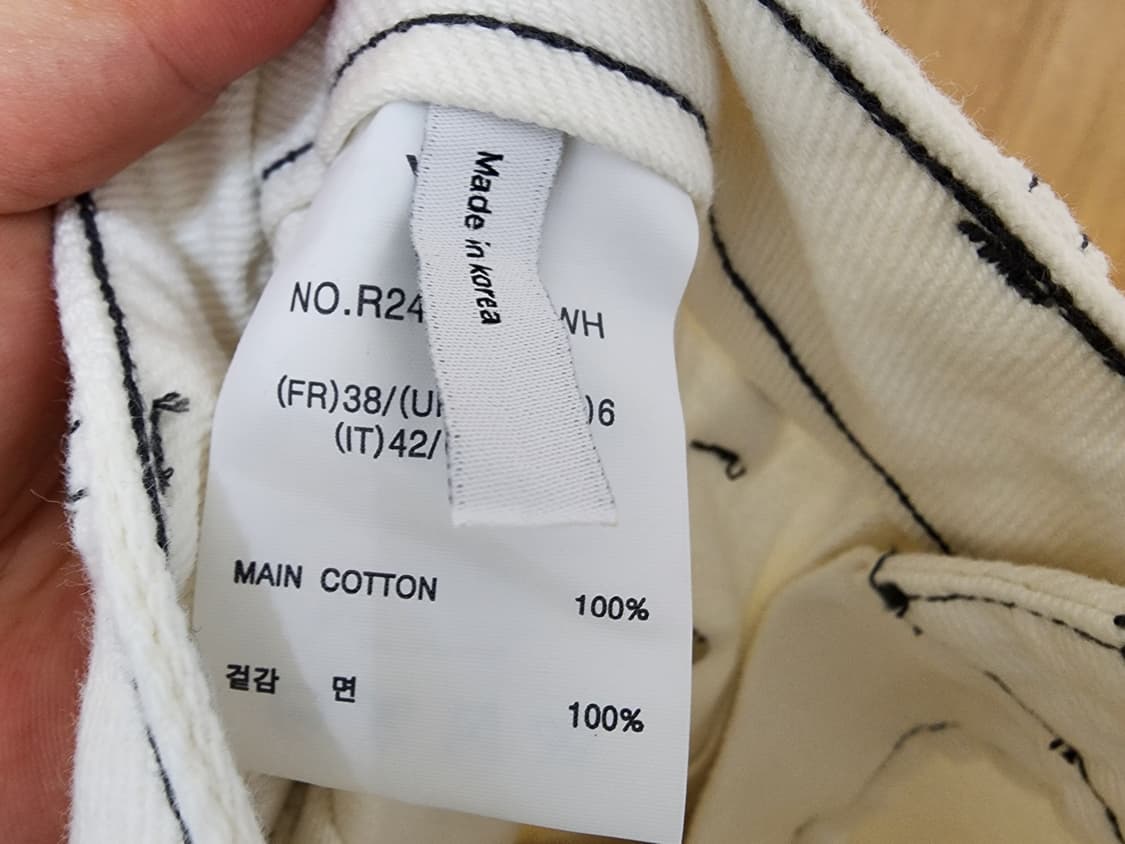 Made in korea
NO.R24 WH
(FR)38/(U )6
(IT)42/
MAIN COTTON 100%
겉감 면 100%